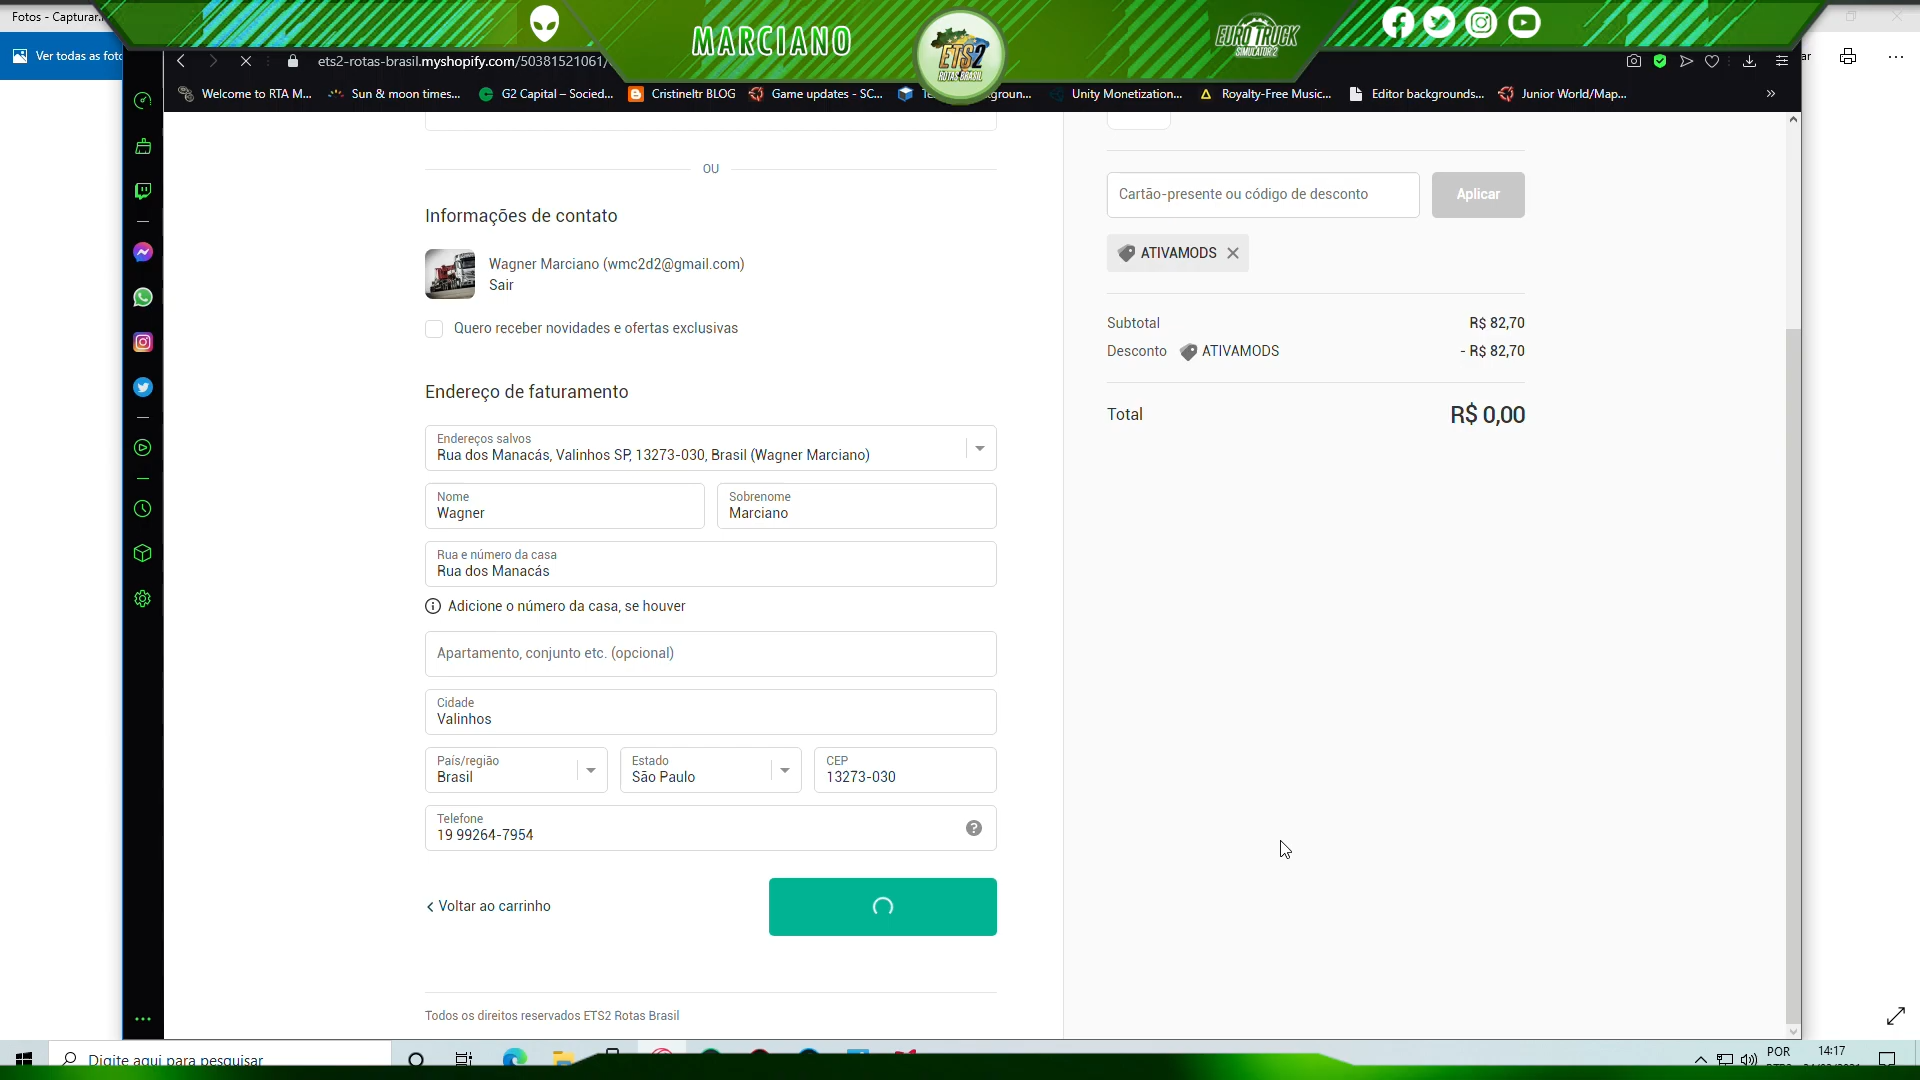 Fotos - Capturar.
MARCIANO
EURO TRUCK
SIMULATOR 2
ETS2
ROTAS BRASIL
Ver todas as foto
ets2-rotas-brasil.myshopify.com/50381521061/
ar
Welcome to RTA M...
Sun & moon times...
G2 Capital – Socied...
Cristineltr BLOG
Game updates - SC...
groun...
Unity Monetization...
Royalty-Free Music...
Editor backgrounds...
Junior World/Map...
OU
Informações de contato
Wagner Marciano (wmc2d2@gmail.com)
Sair
Quero receber novidades e ofertas exclusivas
Endereço de faturamento
Endereços salvos
Rua dos Manacás, Valinhos SP, 13273-030, Brasil (Wagner Marciano)
Nome
Wagner
Sobrenome
Marciano
Rua e número da casa
Rua dos Manacás
Adicione o número da casa, se houver
Apartamento, conjunto etc. (opcional)
Cidade
Valinhos
País/região
Brasil
Estado
São Paulo
CEP
13273-030
Telefone
19 99264-7954
Voltar ao carrinho
Todos os direitos reservados ETS2 Rotas Brasil
Cartão-presente ou código de desconto
Aplicar
ATIVAMODS
Subtotal
R$ 82,70
Desconto ATIVAMODS
- R$ 82,70
Total
R$ 0,00
Digite aqui para pesquisar
POR
14:17